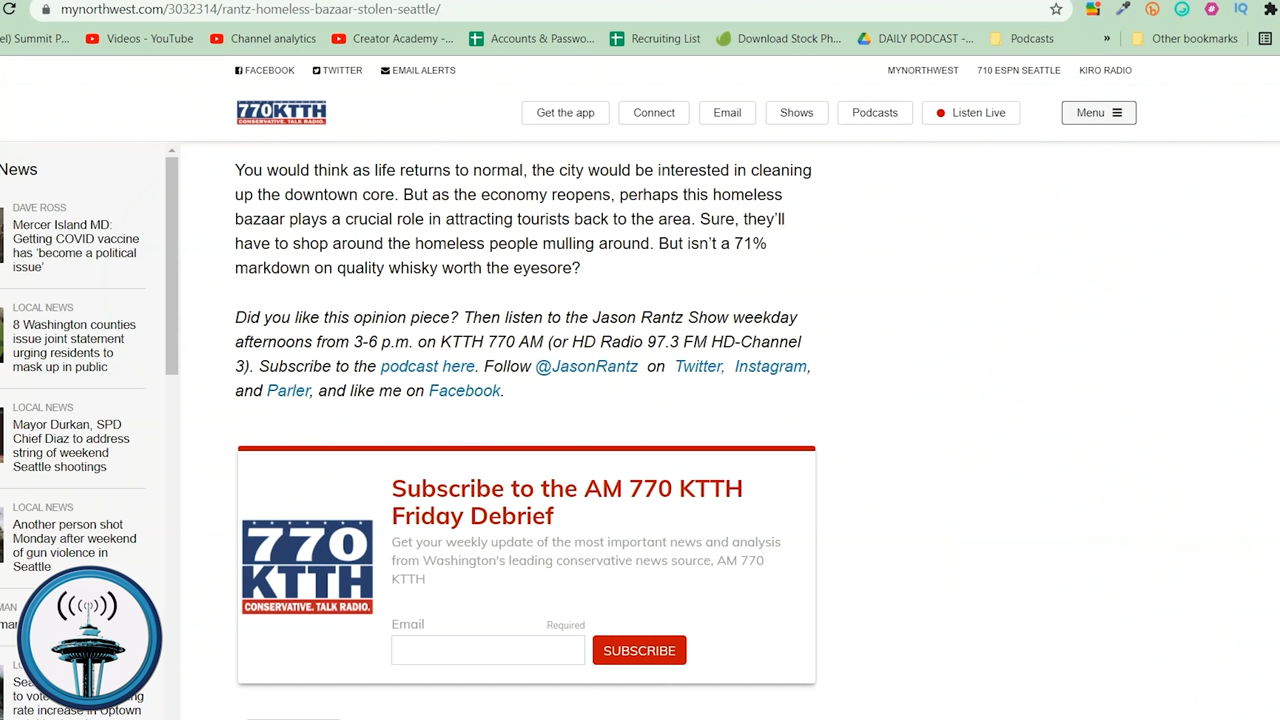 mynorthwest.com/3032314/rantz-homeless-bazaar-stolen-seattle/
el) Summit P... Videos - YouTube Channel analytics Creator Academy -... Accounts & Passwo... Recruiting List Download Stock Ph... DAILY PODCAST -... Podcasts » Other bookmarks
FACEBOOK TWITTER EMAIL ALERTS MYNORTHWEST 710 ESPN SEATTLE KIRO RADIO
770KTTH
CONSERVATIVE. TALK RADIO.
Get the app Connect Email Shows Podcasts Listen Live Menu
News
DAVE ROSS
Mercer Island MD:
Getting COVID vaccine
has ‘become a political
issue’
LOCAL NEWS
8 Washington counties
issue joint statement
urging residents to
mask up in public
LOCAL NEWS
Mayor Durkan, SPD
Chief Diaz to address
string of weekend
Seattle shootings
LOCAL NEWS
Another person shot
Monday after weekend
of gun violence in
Seattle
MAN
to vote
rate increase in Uptown
You would think as life returns to normal, the city would be interested in cleaning
up the downtown core. But as the economy reopens, perhaps this homeless
bazaar plays a crucial role in attracting tourists back to the area. Sure, they’ll
have to shop around the homeless people mulling around. But isn’t a 71%
markdown on quality whisky worth the eyesore?
Did you like this opinion piece? Then listen to the Jason Rantz Show weekday
afternoons from 3-6 p.m. on KTTH 770 AM (or HD Radio 97.3 FM HD-Channel
3). Subscribe to the podcast here. Follow @JasonRantz on Twitter, Instagram,
and Parler, and like me on Facebook.
770
KTTH
CONSERVATIVE. TALK RADIO.
Subscribe to the AM 770 KTTH
Friday Debrief
Get your weekly update of the most important news and analysis
from Washington's leading conservative news source, AM 770
KTTH
Email Required
SUBSCRIBE